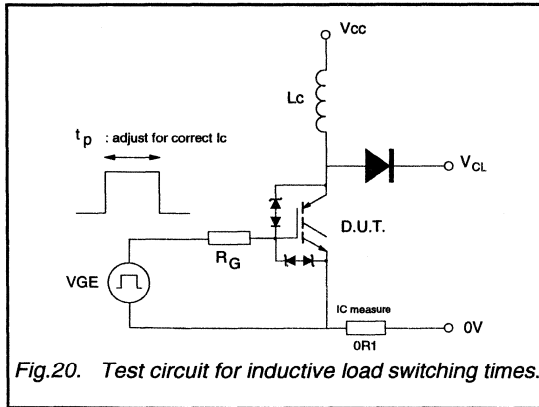 Vcc
Lc
tp : adjust for correct Ic
VCL
D.U.T.
RG
VGE
IC measure
0V
0R1
Fig.20. Test circuit for inductive load switching times.